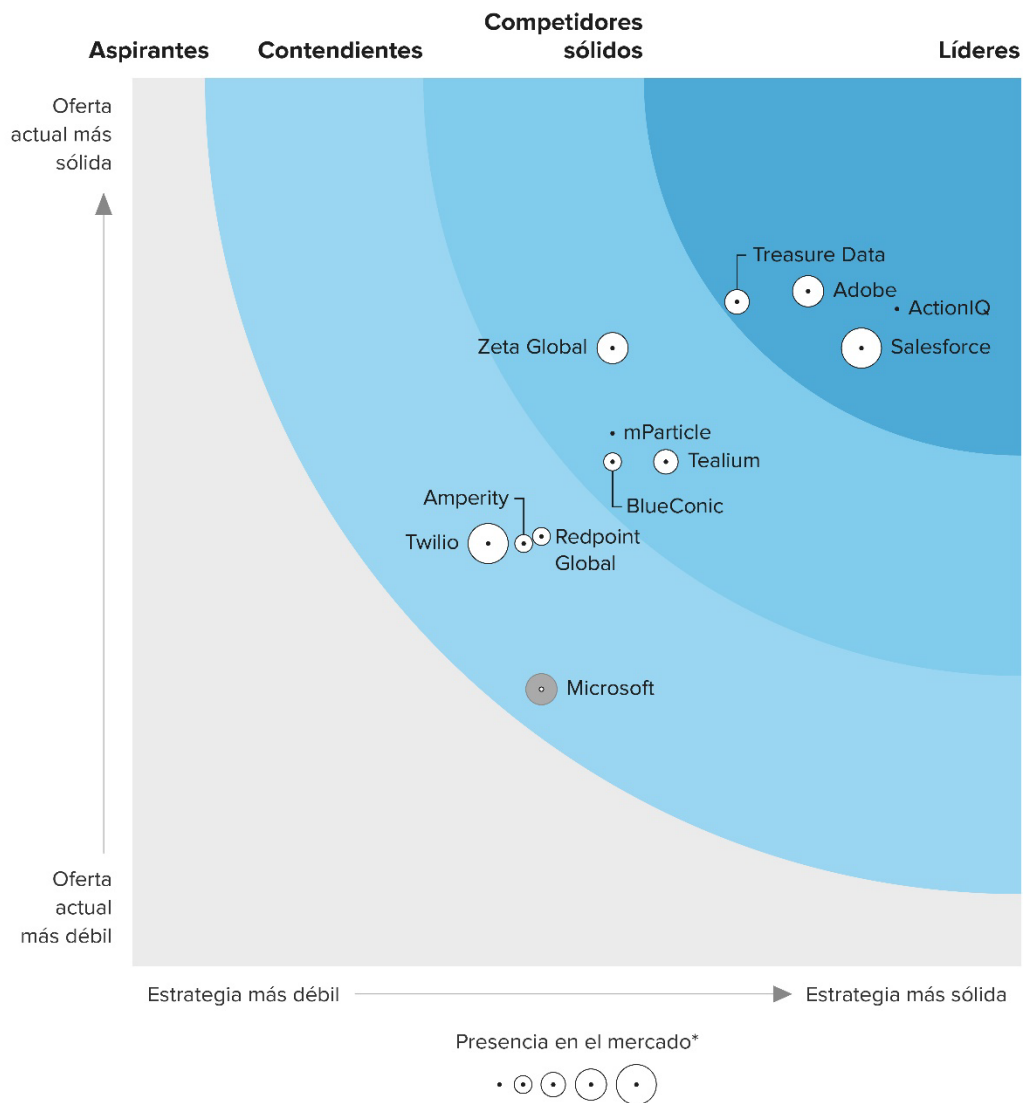 Aspirantes
Contendientes
Competidores
sólidos
Líderes
Oferta
actual más
sólida
Treasure Data
Adobe
ActionIQ
Zeta Global
Salesforce
mParticle
Tealium
BlueConic
Amperity
Twilio
Redpoint
Global
Microsoft
Oferta
actual
más débil
Estrategia más débil
Estrategia más sólida
Presencia en el mercado*